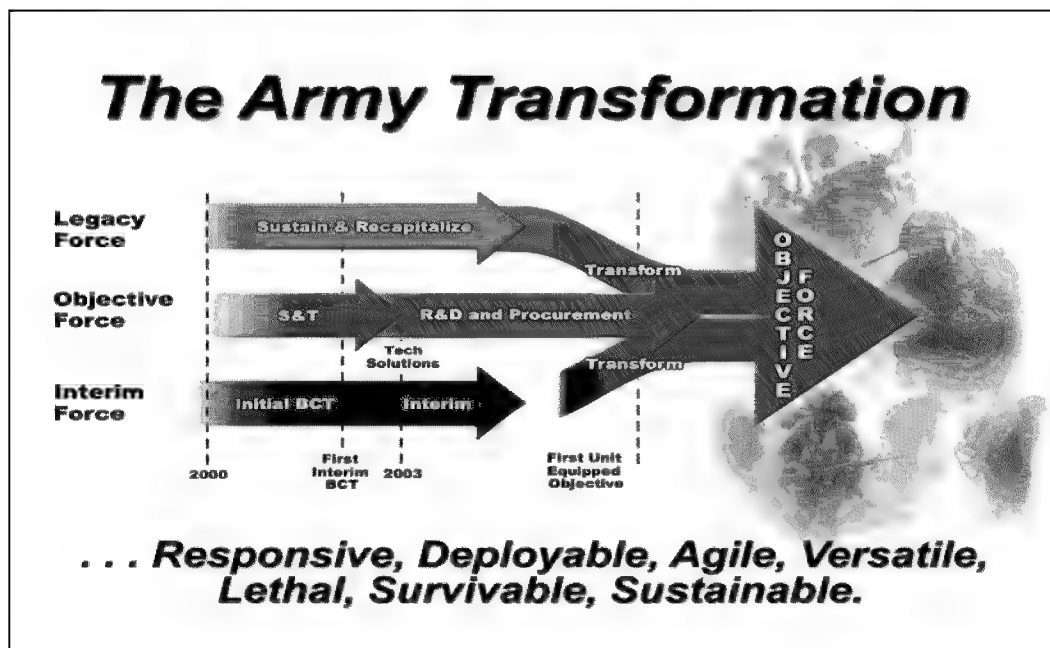 The Army Transformation
Legacy
Force
Sustain & Recapitalize
Transform
Objective
Force
S&T
R&D and Procurement
Tech
Solutions
Transform
Interim
Force
Initial BCT
Interim
2000
First
Interim
BCT
2003
First Unit
Equipped
Objective
OBJECTIVE
FORCE
. . . Responsive, Deployable, Agile, Versatile,
Lethal, Survivable, Sustainable.